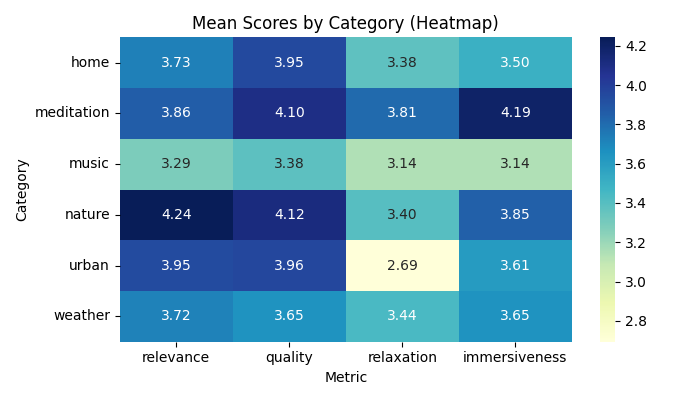 Mean Scores by Category (Heatmap)
Category
home 3.73 3.95 3.38 3.50
meditation 3.86 4.10 3.81 4.19
music 3.29 3.38 3.14 3.14
nature 4.24 4.12 3.40 3.85
urban 3.95 3.96 2.69 3.61
weather 3.72 3.65 3.44 3.65
relevance quality relaxation immersiveness
Metric
4.2
4.0
3.8
3.6
3.4
3.2
3.0
2.8